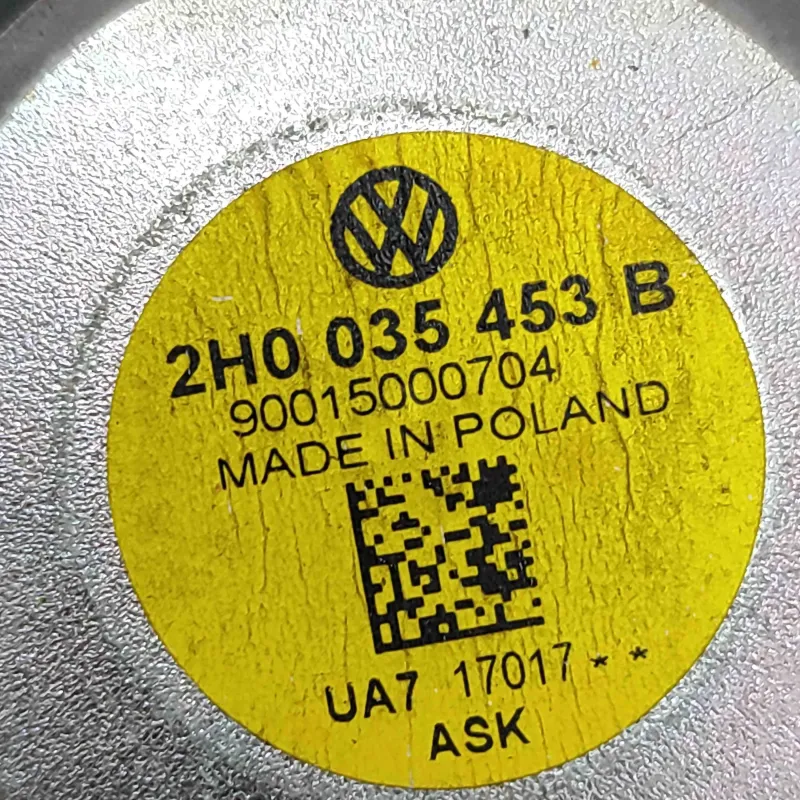 2H0 035 453 B
90015000704
MADE IN POLAND
UA7 17017 * *
ASK